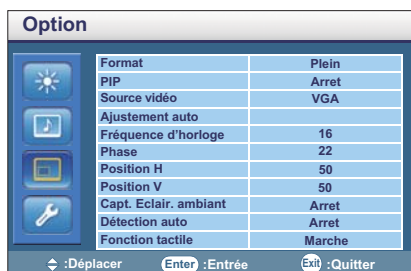 Option
Format Plein
PIP Arret
Source vidéo VGA
Ajustement auto
Fréquence d’horloge 16
Phase 22
Position H 50
Position V 50
Capt. Eclair. ambiant Arret
Détection auto Arret
Fonction tactile Marche
:Déplacer Enter :Entrée Exit :Quitter